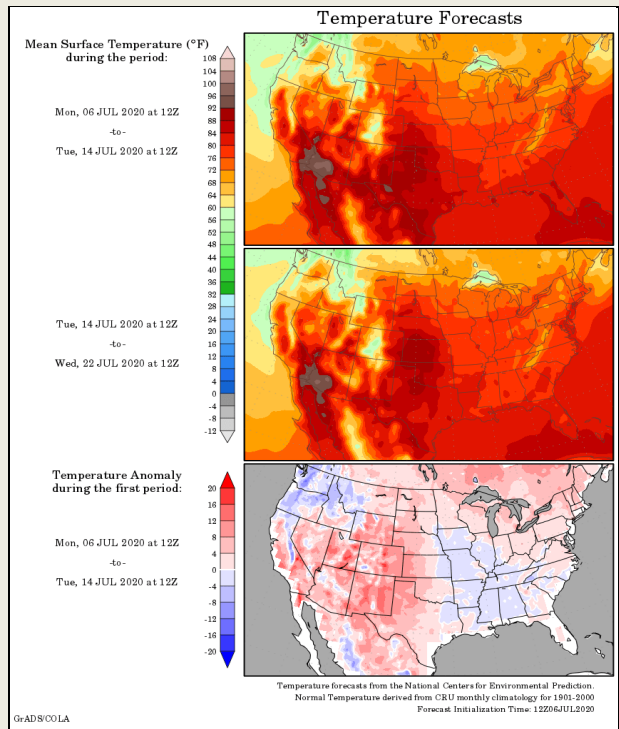 Temperature Forecasts
Mean Surface Temperature (°F)
during the period:
Mon, 06 JUL 2020 at 12Z
-to-
Tue, 14 JUL 2020 at 12Z
108
104
100
96
92
88
84
80
76
72
68
64
60
56
52
48
44
40
36
32
28
24
20
16
12
8
4
0
-4
-8
-12
Tue, 14 JUL 2020 at 12Z
-to-
Wed, 22 JUL 2020 at 12Z
Temperature Anomaly
during the first period:
Mon, 06 JUL 2020 at 12Z
-to-
Tue, 14 JUL 2020 at 12Z
20
16
12
8
4
0
-4
-8
-12
-16
-20
Temperature forecasts from the National Centers for Environmental Prediction.
Normal Temperature derived from CRU monthly climatology for 1901-2000
Forecast Initialization Time: 12Z06JUL2020
GrADS/COLA